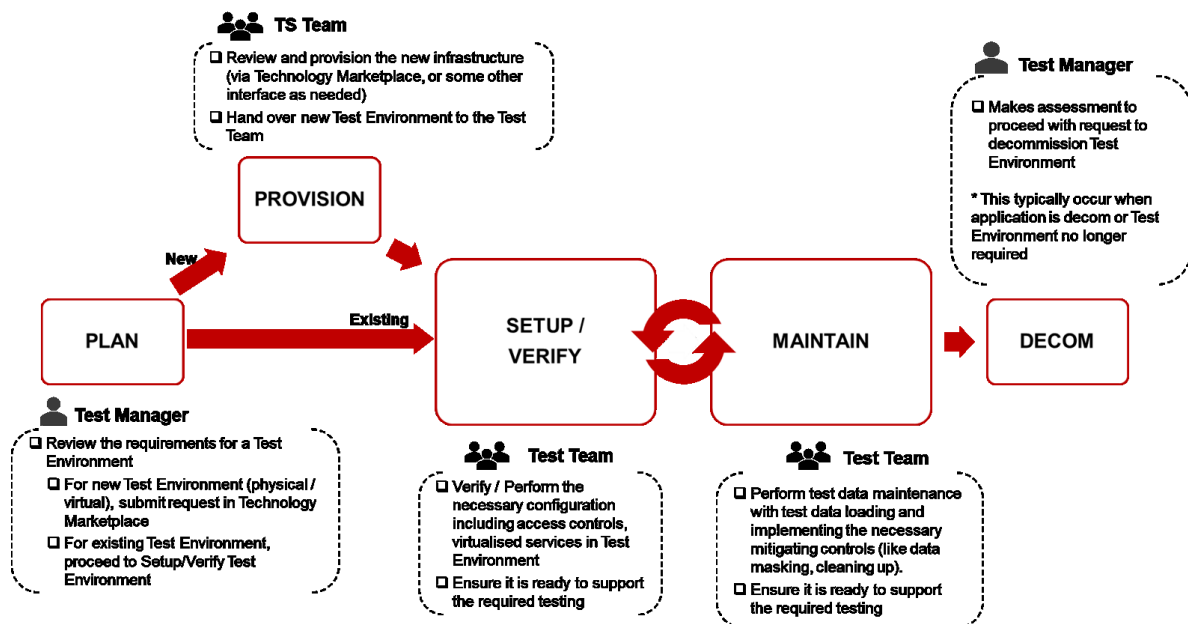 TS Team
❑ Review and provision the new infrastructure
(via Technology Marketplace, or some other
interface as needed)
❑ Hand over new Test Environment to the Test
Team
PROVISION
New
PLAN
Existing
Test Manager
❑ Review the requirements for a Test
Environment
❑ For new Test Environment (physical /
virtual), submit request in Technology
Marketplace
❑ For existing Test Environment,
proceed to Setup/Verify Test
Environment
SETUP /
VERIFY
Test Team
❑ Verify / Perform the
necessary configuration
including access controls,
virtualised services in Test
Environment
❑ Ensure it is ready to support
the required testing
MAINTAIN
Test Team
❑ Perform test data maintenance
with test data loading and
implementing the necessary
mitigating controls (like data
masking, cleaning up).
❑ Ensure it is ready to support
the required testing
Test Manager
❑ Makes assessment to
proceed with request to
decommission Test
Environment
* This typically occur when
application is decom or Test
Environment no longer
required
DECOM